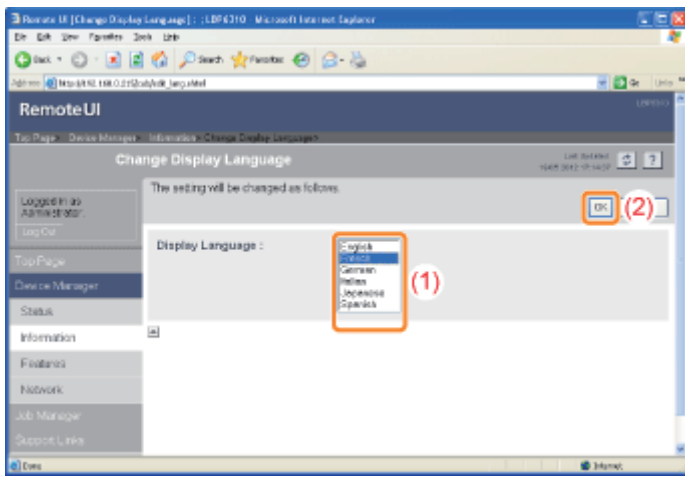 Remote UI [Change Display Language] : ; LBP6310 - Microsoft Internet Explorer
File Edit View Favorites Tools Help
Back Search Favorites
Address Go Links
Remote UI
LBP6310
Top Page> Device Manager> Information> Change Display Language>
Change Display Language
Last Updated
The setting will be changed as follows.
Logged in as
Administrator.
Log Out
OK
(2)
Display Language :
English
French
German
Italian
Japanese
Spanish
(1)
Top Page
Device Manager
Status
Information
Features
Network
Job Manager
Support Links
Done
Internet